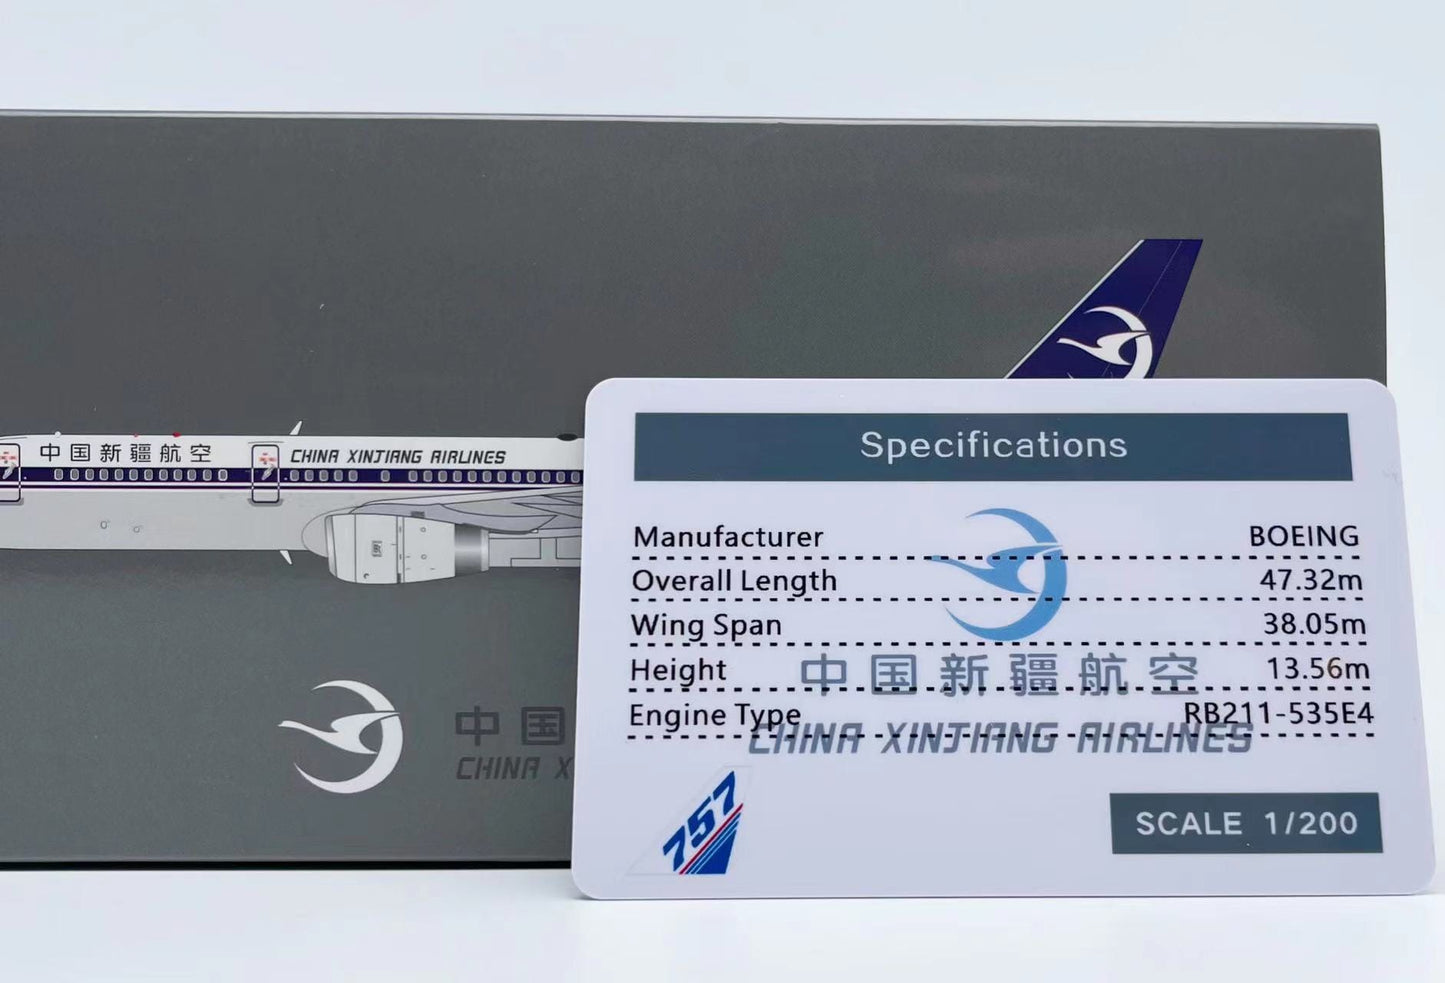 中国新疆航空
CHINA XINJIANG AIRLINES
中国
CHINA X
Specifications
Manufacturer BOEING
Overall Length 47.32m
Wing Span 38.05m
Height 13.56m
Engine Type RB211-535E4
中国新疆航空
CHINA XINJIANG AIRLINES
757
SCALE 1/200